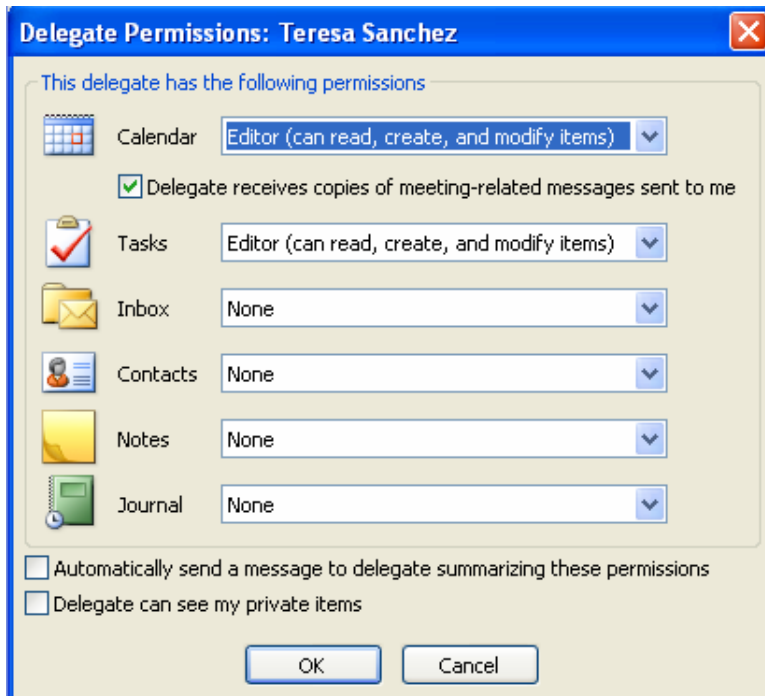 Delegate Permissions: Teresa Sanchez
This delegate has the following permissions
Calendar Editor (can read, create, and modify items)
Delegate receives copies of meeting-related messages sent to me
Tasks Editor (can read, create, and modify items)
Inbox None
Contacts None
Notes None
Journal None
Automatically send a message to delegate summarizing these permissions
Delegate can see my private items
OK Cancel